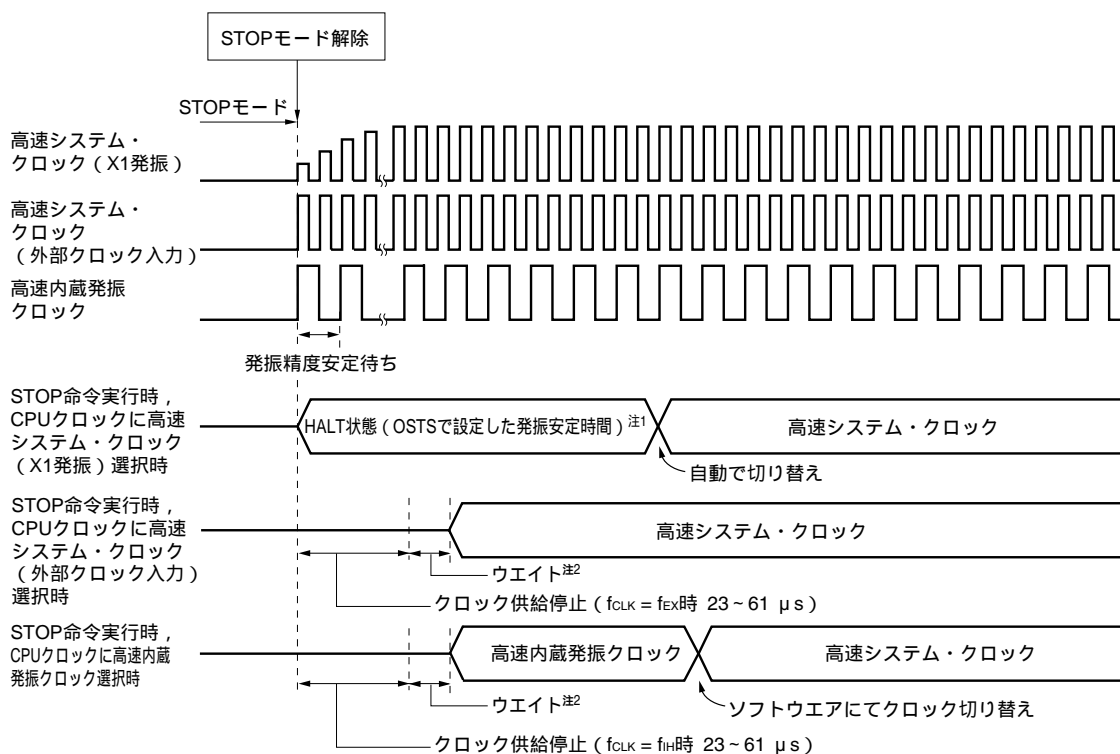 STOPモード解除
STOPモード
高速システム・
クロック（X1発振）
高速システム・
クロック
（外部クロック入力）
高速内蔵発振
クロック
発振精度安定待ち
STOP命令実行時，
CPUクロックに高速
システム・クロック
（X1発振）選択時
HALT状態（OSTSで設定した発振安定時間）注1
高速システム・クロック
自動で切り替え
STOP命令実行時，
CPUクロックに高速
システム・クロック
（外部クロック入力）
選択時
高速システム・クロック
ウエイト注2
クロック供給停止（fCLK = fEX時 23～61 μs）
STOP命令実行時，
CPUクロックに高速内蔵
発振クロック選択時
高速内蔵発振クロック
高速システム・クロック
ウエイト注2
ソフトウエアにてクロック切り替え
クロック供給停止（fCLK = fIH時 23～61 μs）